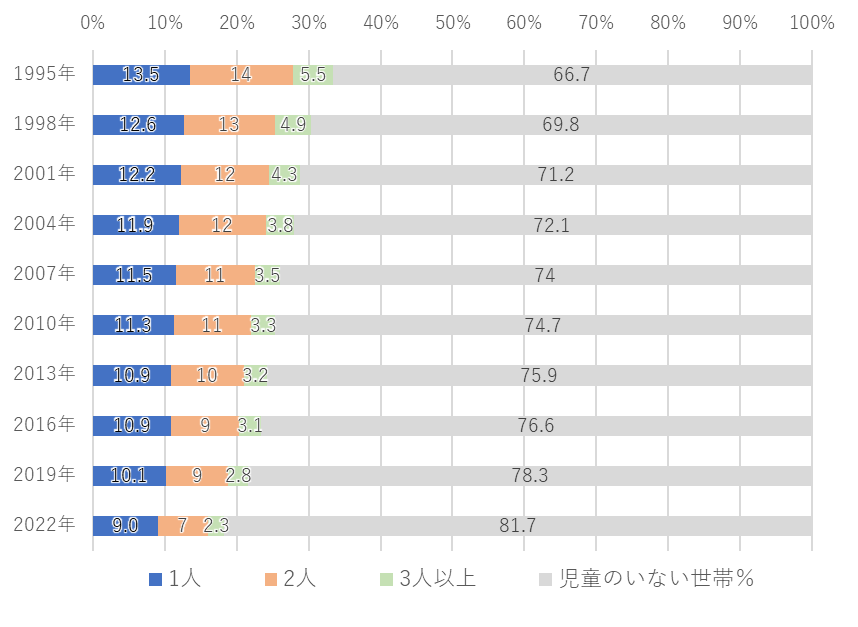 0% 10% 20% 30% 40% 50% 60% 70% 80% 90% 100%
1995年 13.5 14 5.5 66.7
1998年 12.6 13 4.9 69.8
2001年 12.2 12 4.3 71.2
2004年 11.9 12 3.8 72.1
2007年 11.5 11 3.5 74
2010年 11.3 11 3.3 74.7
2013年 10.9 10 3.2 75.9
2016年 10.9 9 3.1 76.6
2019年 10.1 9 2.8 78.3
2022年 9.0 7 2.3 81.7
1人 2人 3人以上 児童のいない世帯%